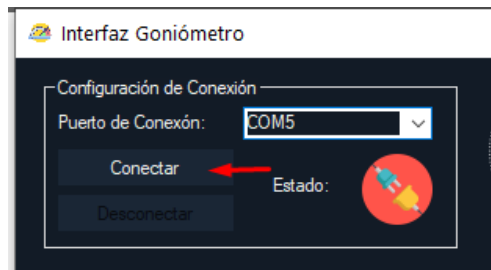 Interfaz Goniómetro
Configuración de Conexión
Puerto de Conexón: COM5
Conectar
Estado:
Desconectar